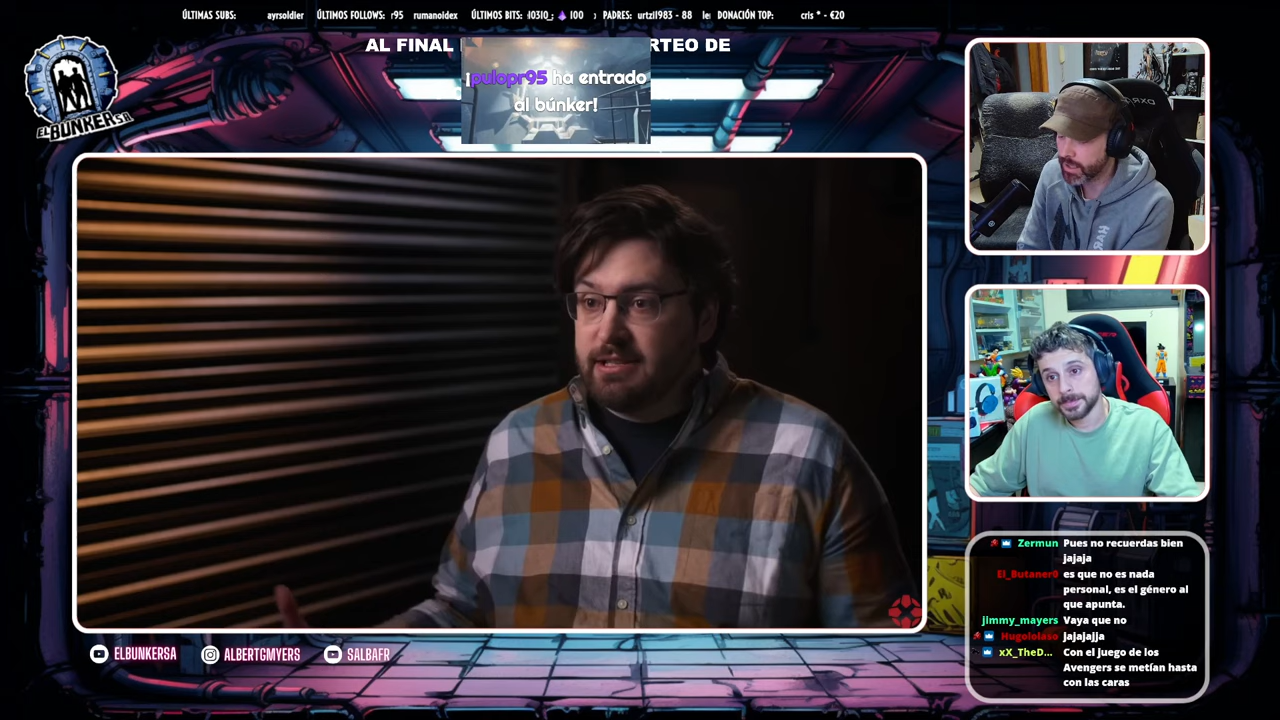 ÚLTIMAS SUBS: ayrsoldier ÚLTIMOS FOLLOWS: r95 rumanoidex ÚLTIMOS BITS: 100 PADRES: urtzi1983 - 88 DONACIÓN TOP: cris * - €20
AL FINAL RTEO DE
pulopr95 ha entrado
al búnker!
EL BUNKER S.A.
Zermun Pues no recuerdas bien
jajaja
El_Butaner0 es que no es nada
personal, es el género al
que apunta.
jimmy_mayers Vaya que no
Hugololaso Jajajajja
xX_TheD... Con el juego de los
Avengers se metían hasta
con las caras
ELBUNKERSA ALBERTGMYERS SALBAFR